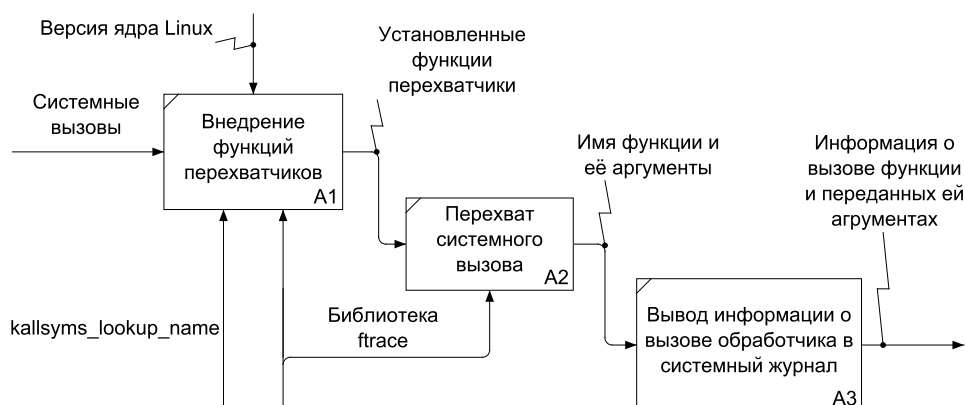 Версия ядра Linux
Установленные
функции
перехватчики
Системные
вызовы
Внедрение
функций
перехватчиков
A1
Имя функции и
её аргументы
Информация о
вызове функции
и переданных ей
агрументах
Перехват
системного
вызова
A2
kallsyms_lookup_name
Библиотека
ftrace
Вывод информации о
вызове обработчика в
системный журнал
A3